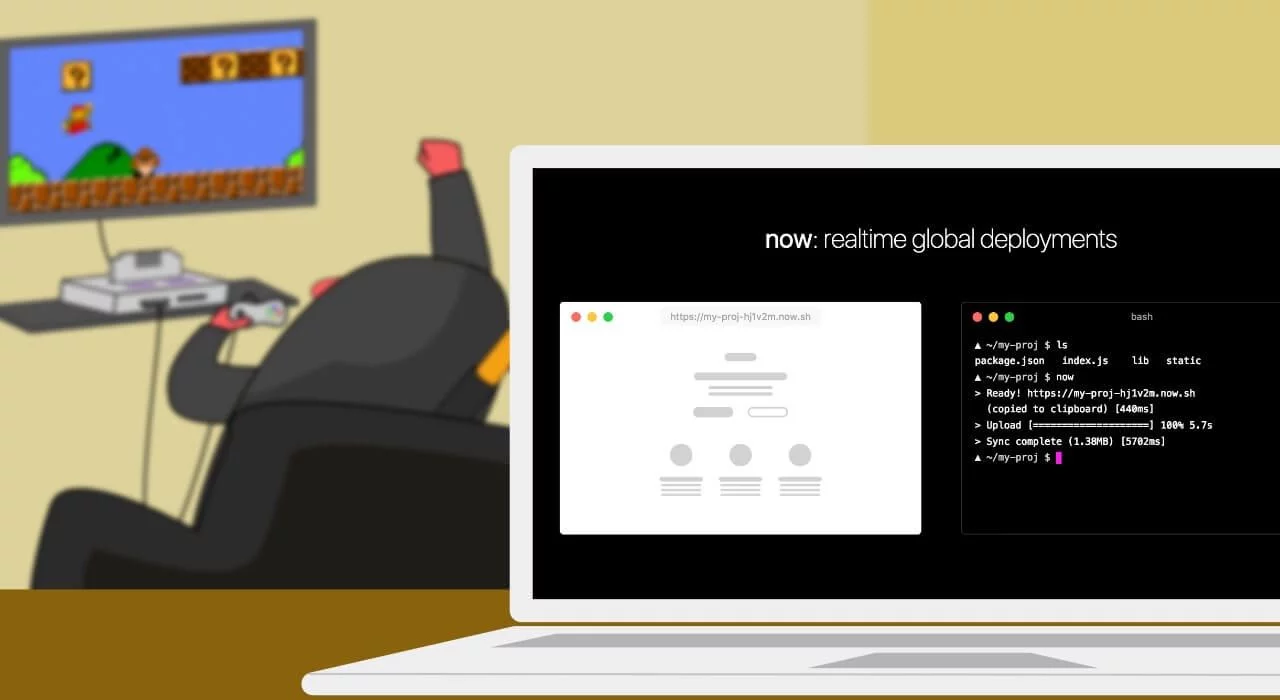 now: realtime global deployments
https://my-proj-hj1v2m.now.sh
bash
▲ ~/my-proj $ ls
package.json index.js lib static
▲ ~/my-proj $ now
> Ready! https://my-proj-hj1v2m.now.sh
(copied to clipboard) [440ms]
> Upload [====================] 100% 5.7s
> Sync complete (1.38MB) [5702ms]
▲ ~/my-proj $
? 
? ?